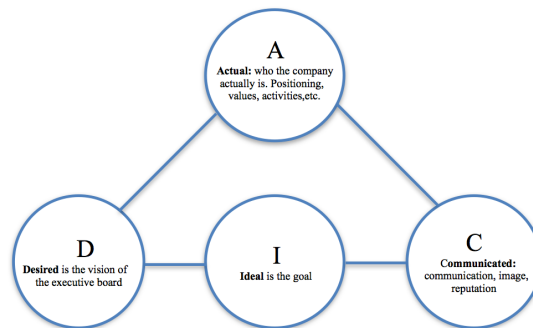 A
Actual: who the company
actually is. Positioning,
values, activities,etc.
D
Desired is the vision of
the executive board
I
Ideal is the goal
C
Communicated:
communication, image,
reputation